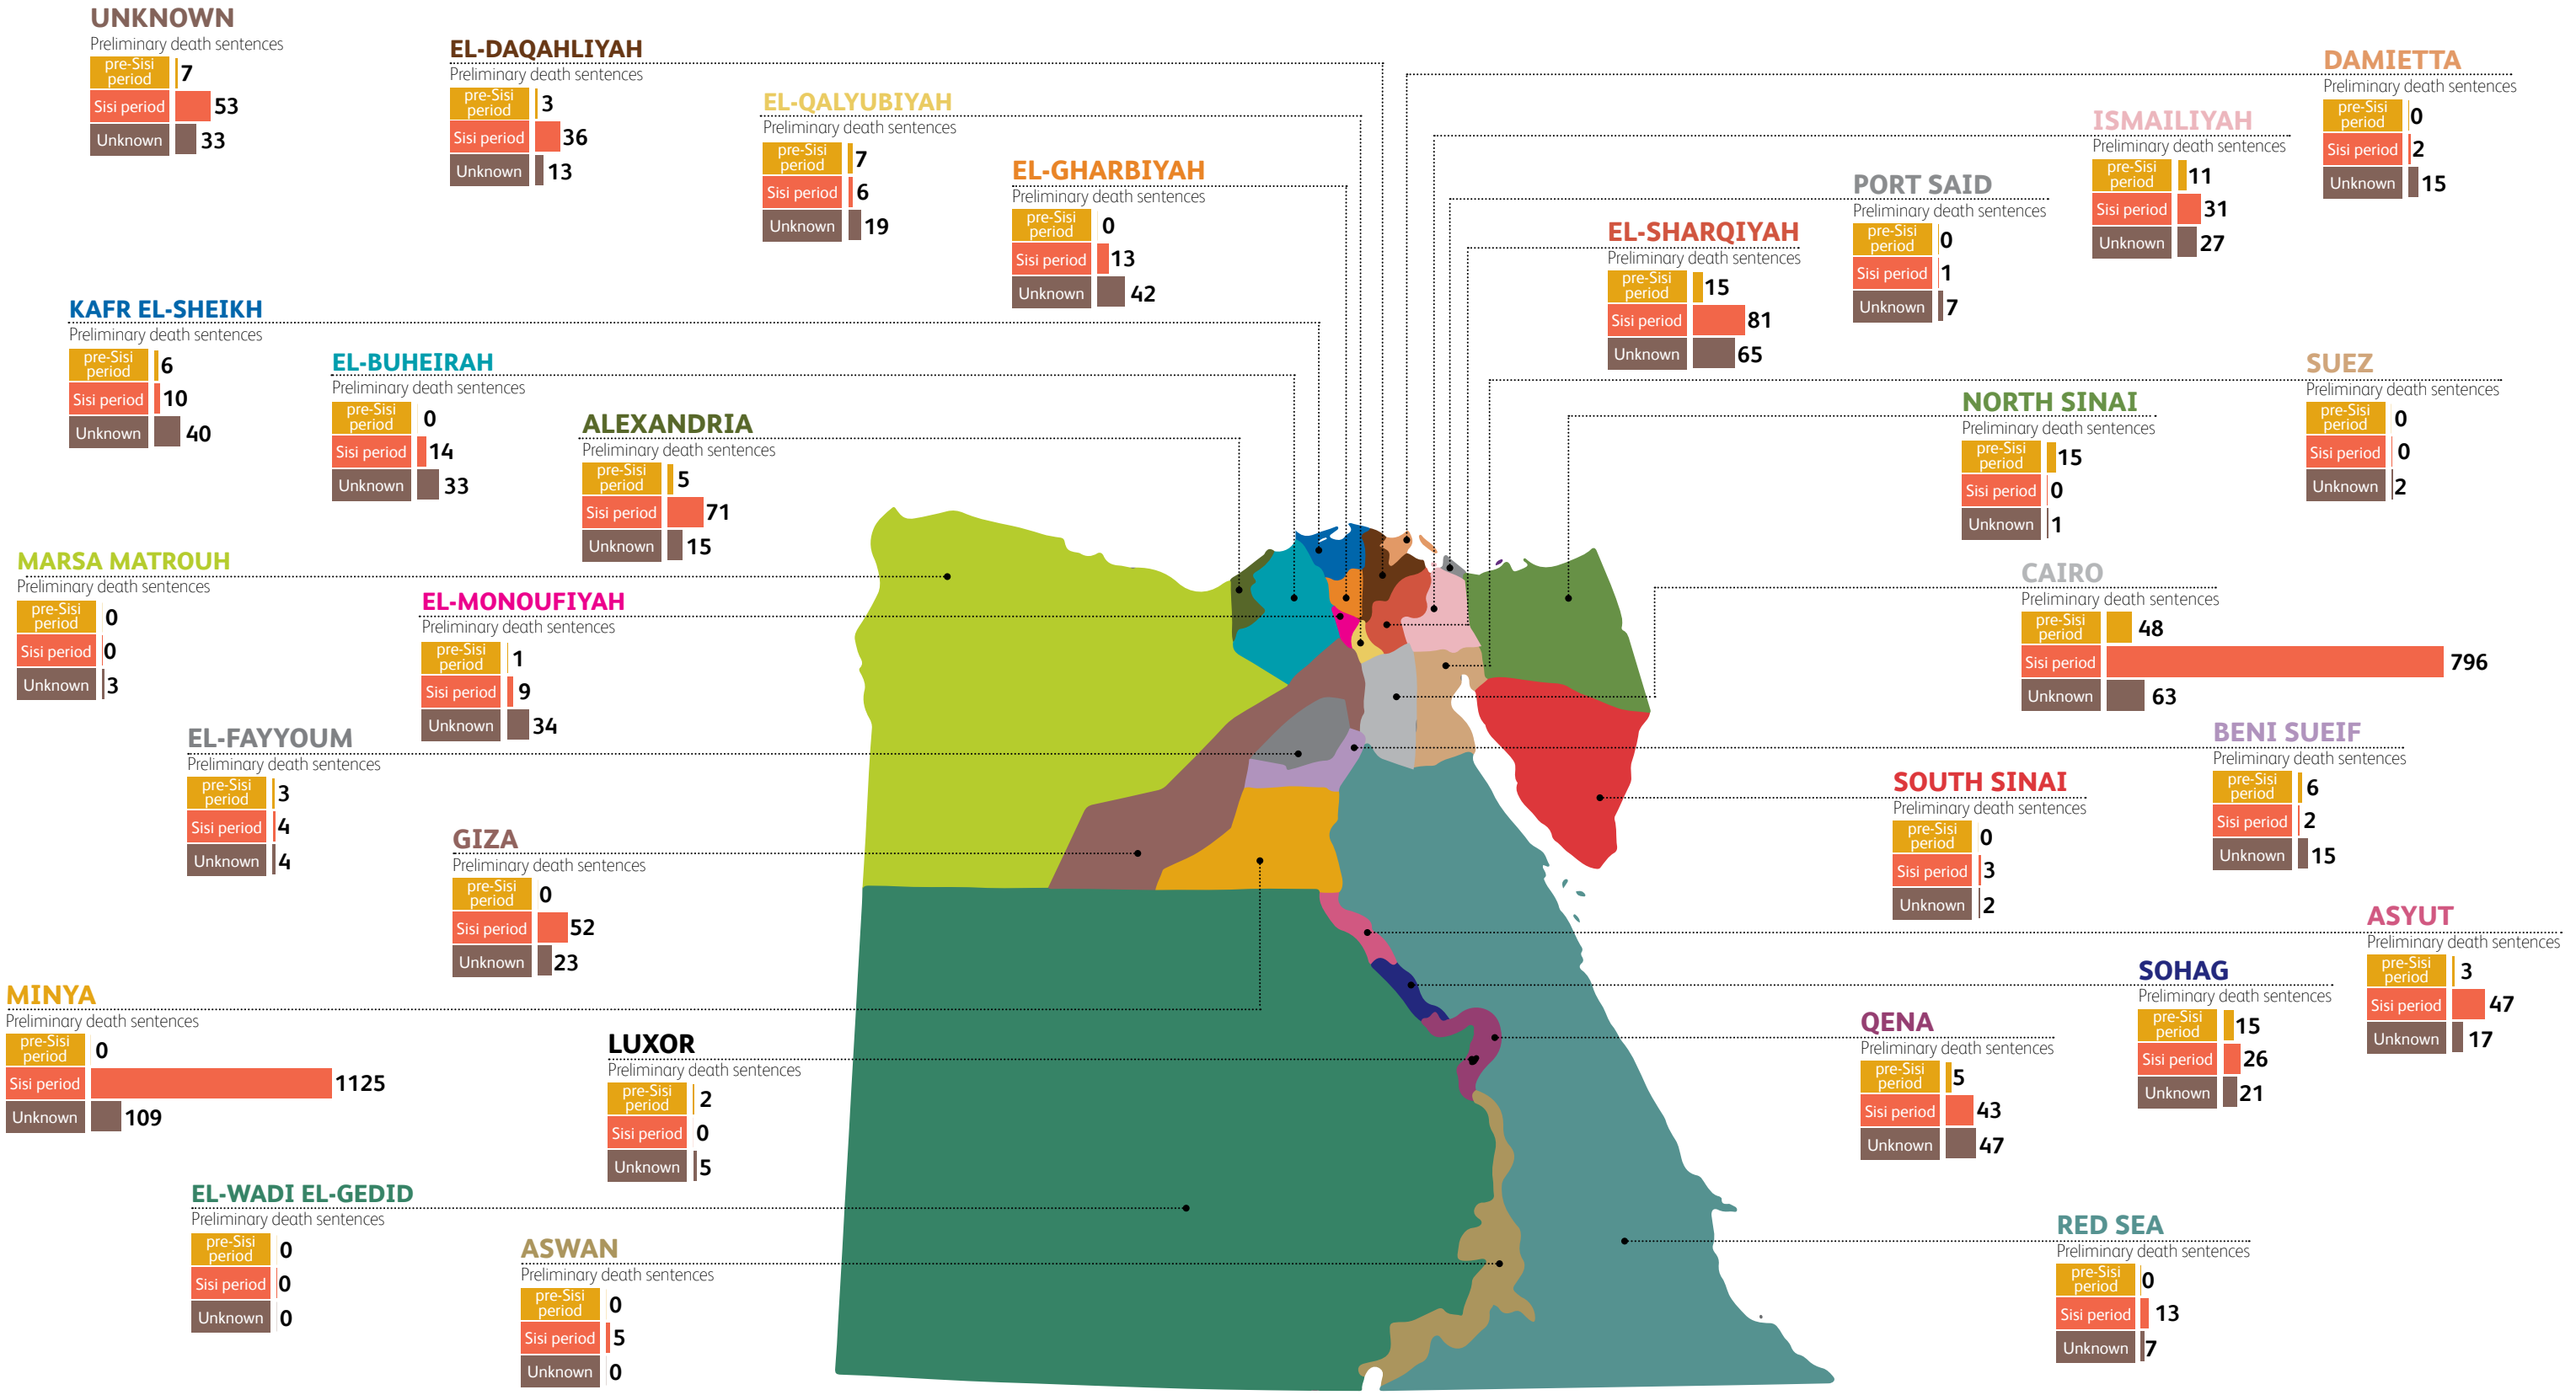 UNKNOWN
Preliminary death sentences
pre-Sisi
period
7
Sisi period
53
Unknown
33
EL-DAQAHLIYAH
Preliminary death sentences
pre-Sisi
period
3
Sisi period
36
Unknown
13
EL-QALYUBIYAH
Preliminary death sentences
pre-Sisi
period
7
Sisi period
6
Unknown
19
EL-GHARBIYAH
Preliminary death sentences
pre-Sisi
period
0
Sisi period
13
Unknown
42
DAMIETTA
Preliminary death sentences
pre-Sisi
period
0
Sisi period
2
Unknown
15
ISMAILIYAH
Preliminary death sentences
pre-Sisi
period
11
Sisi period
31
Unknown
27
PORT SAID
Preliminary death sentences
pre-Sisi
period
0
Sisi period
1
Unknown
7
EL-SHARQIYAH
Preliminary death sentences
pre-Sisi
period
15
Sisi period
81
Unknown
65
KAFR EL-SHEIKH
Preliminary death sentences
pre-Sisi
period
6
Sisi period
10
Unknown
40
EL-BUHEIRAH
Preliminary death sentences
pre-Sisi
period
0
Sisi period
14
Unknown
33
ALEXANDRIA
Preliminary death sentences
pre-Sisi
period
5
Sisi period
71
Unknown
15
SUEZ
Preliminary death sentences
pre-Sisi
period
0
Sisi period
0
Unknown
2
NORTH SINAI
Preliminary death sentences
pre-Sisi
period
15
Sisi period
0
Unknown
1
MARSA MATROUH
Preliminary death sentences
pre-Sisi
period
0
Sisi period
0
Unknown
3
EL-MONOUFIYAH
Preliminary death sentences
pre-Sisi
period
1
Sisi period
9
Unknown
34
CAIRO
Preliminary death sentences
pre-Sisi
period
48
Sisi period
796
Unknown
63
EL-FAYYOUM
Preliminary death sentences
pre-Sisi
period
3
Sisi period
4
Unknown
4
BENI SUEIF
Preliminary death sentences
pre-Sisi
period
6
Sisi period
2
Unknown
15
SOUTH SINAI
Preliminary death sentences
pre-Sisi
period
0
Sisi period
3
Unknown
2
GIZA
Preliminary death sentences
pre-Sisi
period
0
Sisi period
52
Unknown
23
ASYUT
Preliminary death sentences
pre-Sisi
period
3
Sisi period
47
Unknown
17
SOHAG
Preliminary death sentences
pre-Sisi
period
15
Sisi period
26
Unknown
21
MINYA
Preliminary death sentences
pre-Sisi
period
0
Sisi period
1125
Unknown
109
LUXOR
Preliminary death sentences
pre-Sisi
period
2
Sisi period
0
Unknown
5
QENA
Preliminary death sentences
pre-Sisi
period
5
Sisi period
43
Unknown
47
EL-WADI EL-GEDID
Preliminary death sentences
pre-Sisi
period
0
Sisi period
0
Unknown
0
ASWAN
Preliminary death sentences
pre-Sisi
period
0
Sisi period
5
Unknown
0
RED SEA
Preliminary death sentences
pre-Sisi
period
0
Sisi period
13
Unknown
7